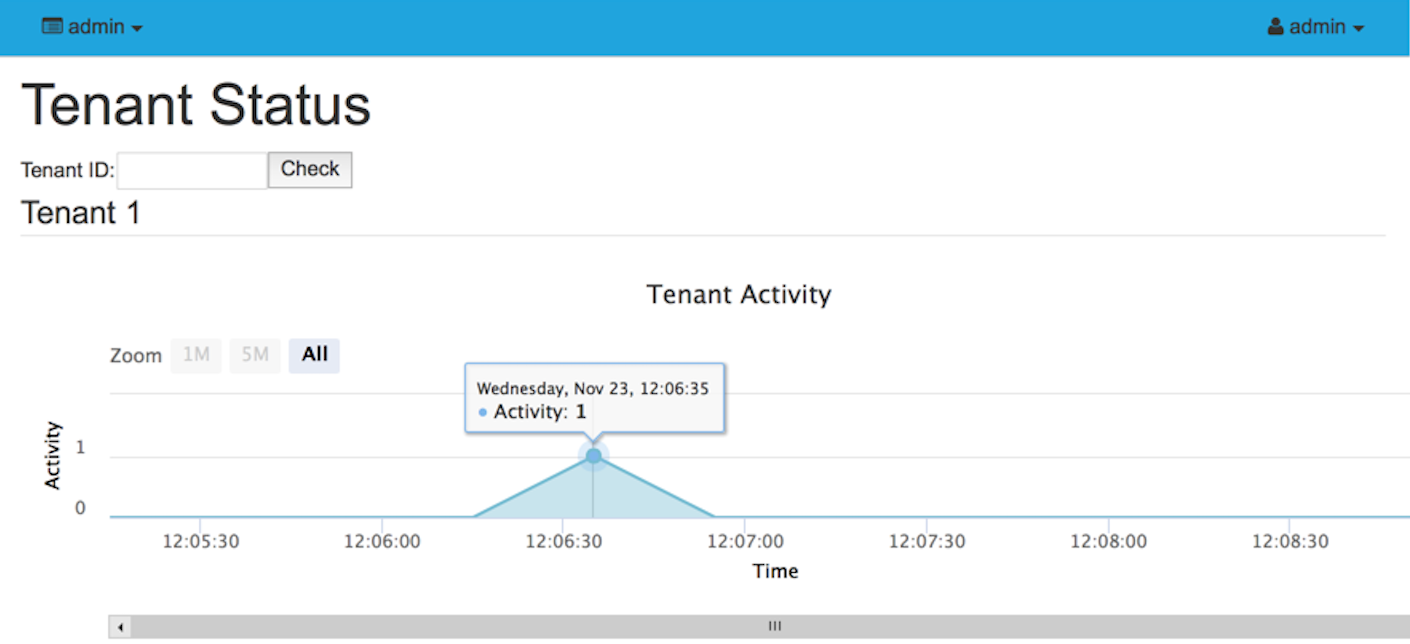 admin admin
Tenant Status
Tenant ID: Check
Tenant 1
Tenant Activity
Zoom 1M 5M All
Wednesday, Nov 23, 12:06:35
Activity: 1
Activity
1
0
12:05:30 12:06:00 12:06:30 12:07:00 12:07:30 12:08:00 12:08:30
Time